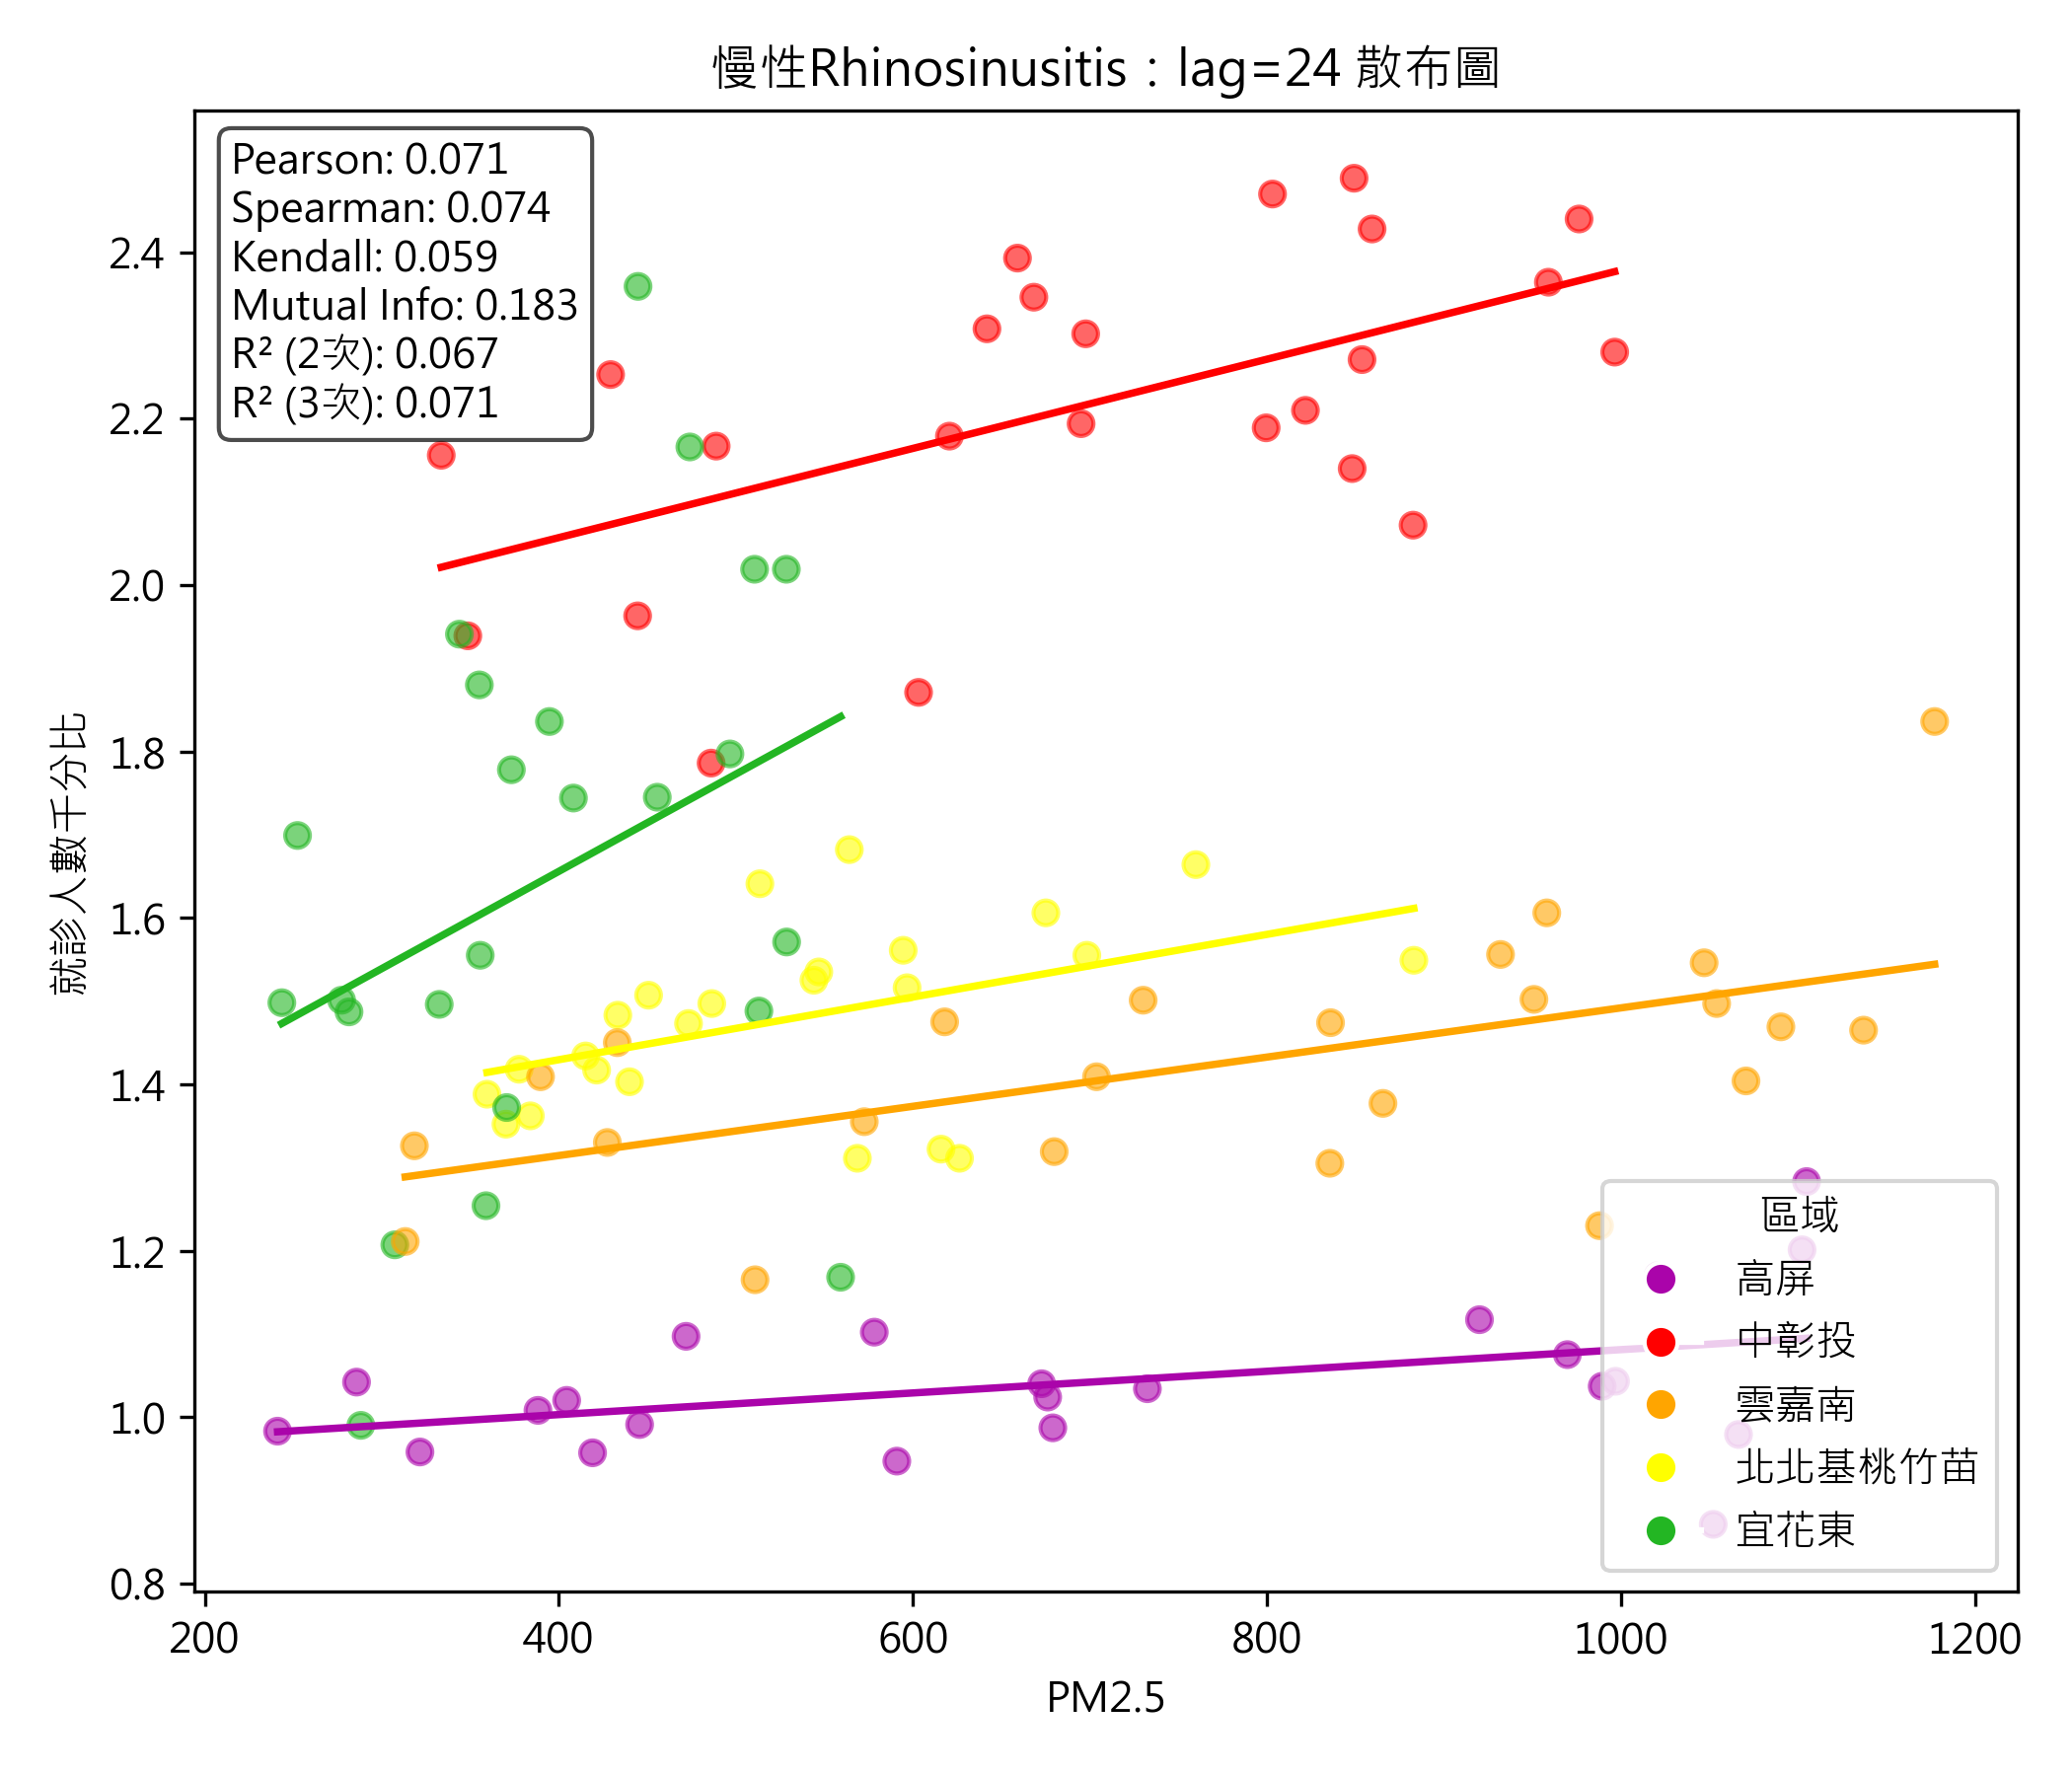 慢性Rhinosinusitis：lag=24 散布圖
Pearson: 0.071
Spearman: 0.074
Kendall: 0.059
Mutual Info: 0.183
R² (2次): 0.067
R² (3次): 0.071
就診人數千分比
2.4
2.2
2.0
1.8
1.6
1.4
1.2
1.0
0.8
區域
高屏
中彰投
雲嘉南
北北基桃竹苗
宜花東
200 400 600 800 1000 1200
PM2.5